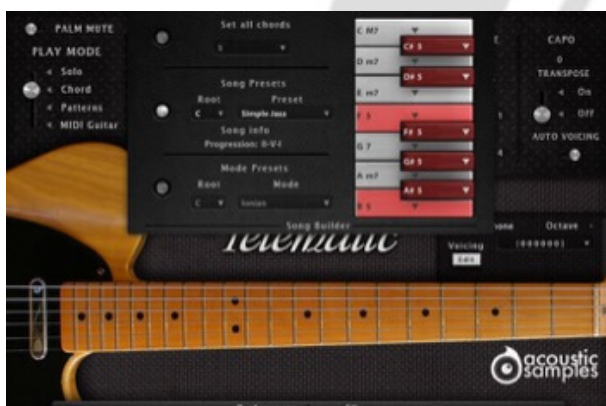 PALM MUTE
PLAY MODE
Solo
Chord
Patterns
MIDI Guitar
Set all chords
5
Song Presets
Root Preset
C Simple Jazz
Song info
Progression: II-V-I
Mode Presets
Root Mode
C Ionian
Song Builder
C M7
C# 5
D m7
D# 5
E m7
F 5
F# 5
G 7
G# 5
A m7
A# 5
B 5
CAPO
0
TRANSPOSE
On
Off
AUTO VOICING
Telematic
Octave
Voicing
[000000]
Edit
acoustic
samples